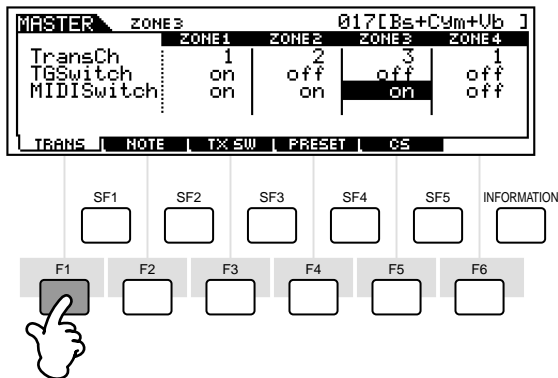 MASTER ZONE3 017[Bs+Cym+Vb ]
ZONE1 ZONE2 ZONE3 ZONE4
TransCh 1 2 3 1
TGSwitch on off off off
MIDISwitch on on on off
TRANS NOTE TX SW PRESET CS
SF1 SF2 SF3 SF4 SF5 INFORMATION
F1 F2 F3 F4 F5 F6